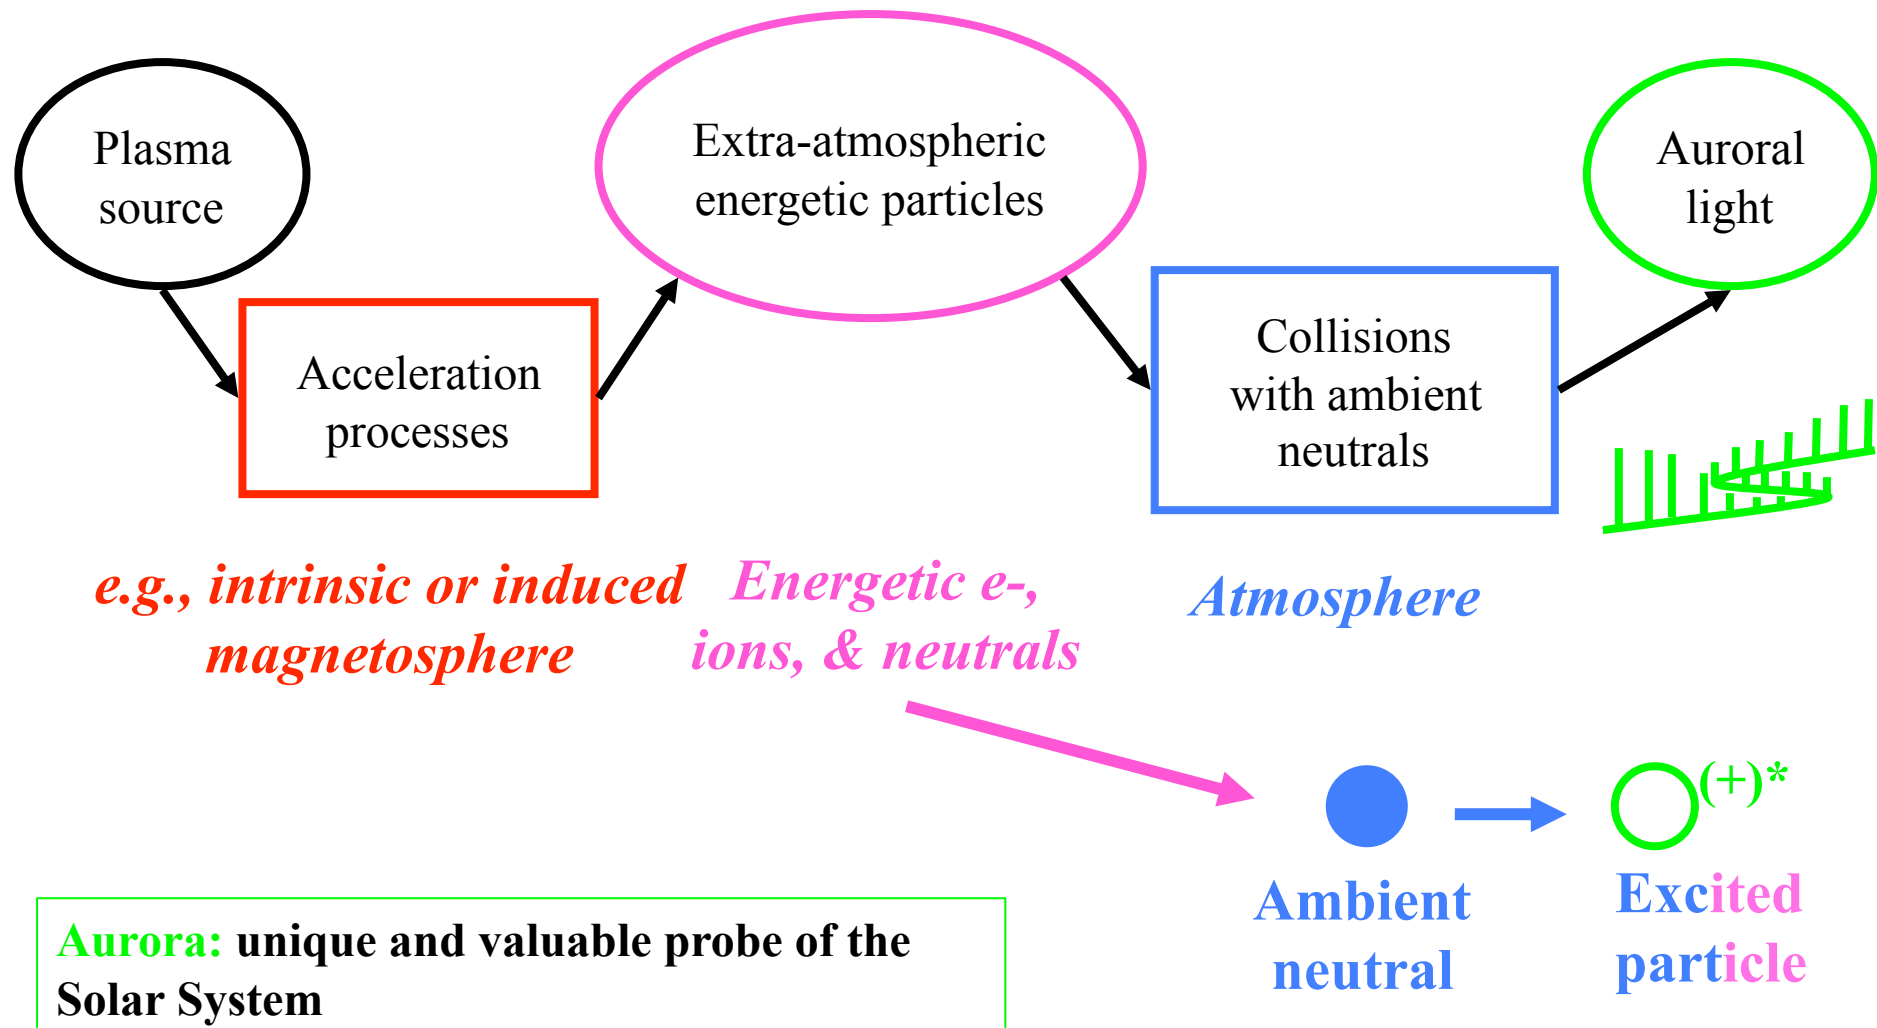 Plasma
source
Extra-atmospheric
energetic particles
Auroral
light
Acceleration
processes
Collisions
with ambient
neutrals
e.g., intrinsic or induced
magnetosphere
Energetic e-,
ions, & neutrals
Atmosphere
(+)*
Ambient
neutral
Excited
particle
Aurora: unique and valuable probe of the
Solar System